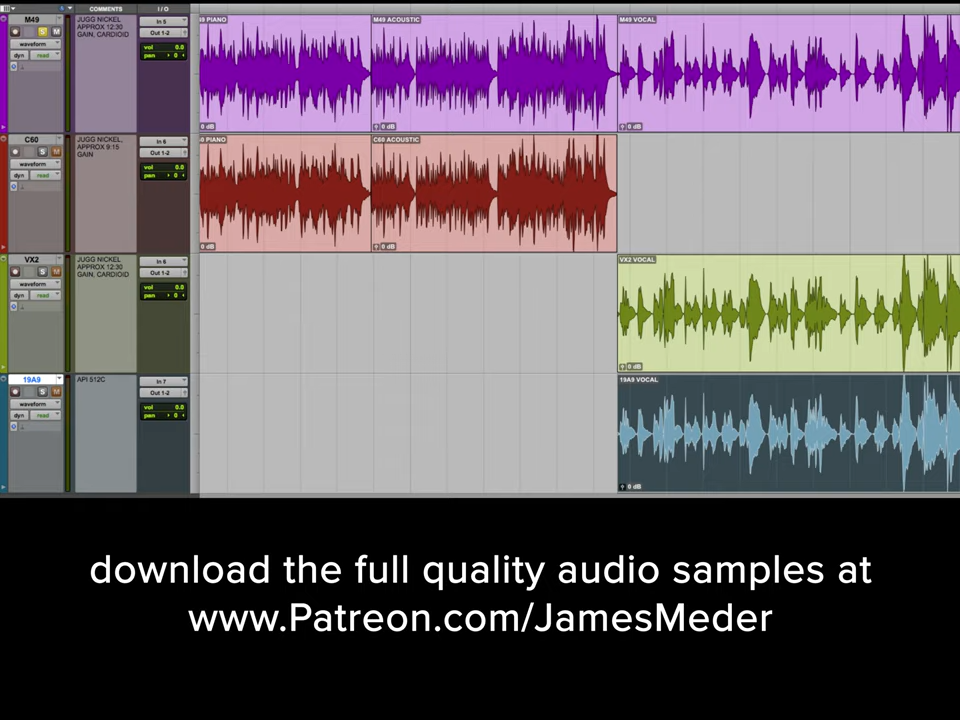 COMMENTS I / O
M49
S M
waveform
dyn read
JUGG NICKEL
APPROX 12:30
GAIN, CARDIOID
In 5
Out 1-2
vol 0.0
pan 0
PIANO
0 dB
M49 ACOUSTIC
0 dB
M49 VOCAL
0 dB
C60
S M
waveform
dyn read
JUGG NICKEL,
APPROX 9:15
GAIN
In 6
Out 1-2
vol 0.0
pan 0
PIANO
0 dB
C60 ACOUSTIC
0 dB
VX2
S M
waveform
dyn read
JUGG NICKEL
APPROX 12:30
GAIN, CARDIOID
In 6
Out 1-2
vol 0.0
pan 0
VX2 VOCAL
0 dB
19A9
S M
waveform
dyn read
API 512C
In 7
Out 1-2
vol 0.0
pan 0
19A9 VOCAL
0 dB
download the full quality audio samples at
www.Patreon.com/JamesMeder